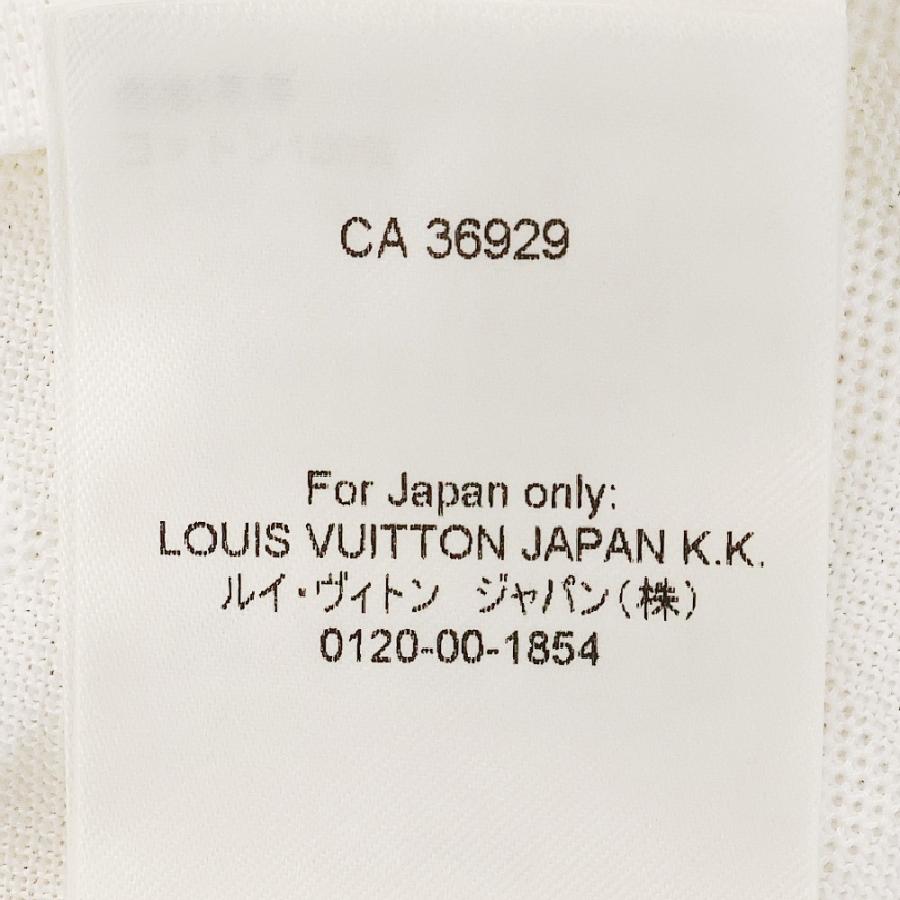 CA 36929
For Japan only:
LOUIS VUITTON JAPAN K.K.
ルイ・ヴィトン　ジャパン(株)
0120-00-1854